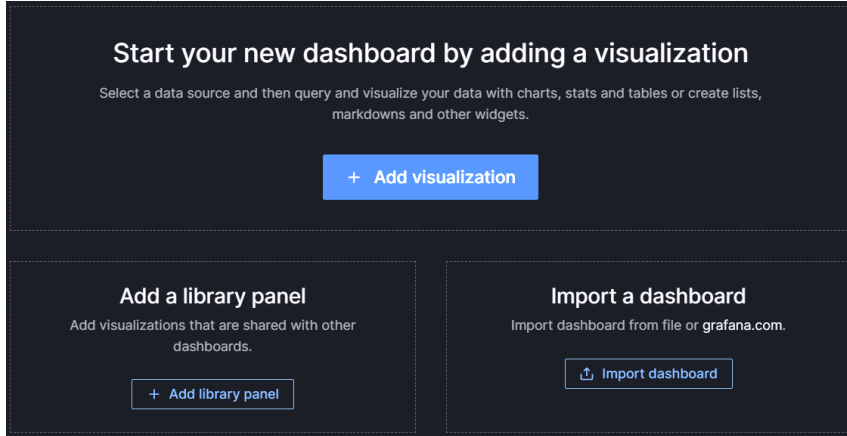 Start your new dashboard by adding a visualization
Select a data source and then query and visualize your data with charts, stats and tables or create lists,
markdowns and other widgets.
+ Add visualization
Add a library panel
Add visualizations that are shared with other
dashboards.
+ Add library panel
Import a dashboard
Import dashboard from file or grafana.com.
Import dashboard